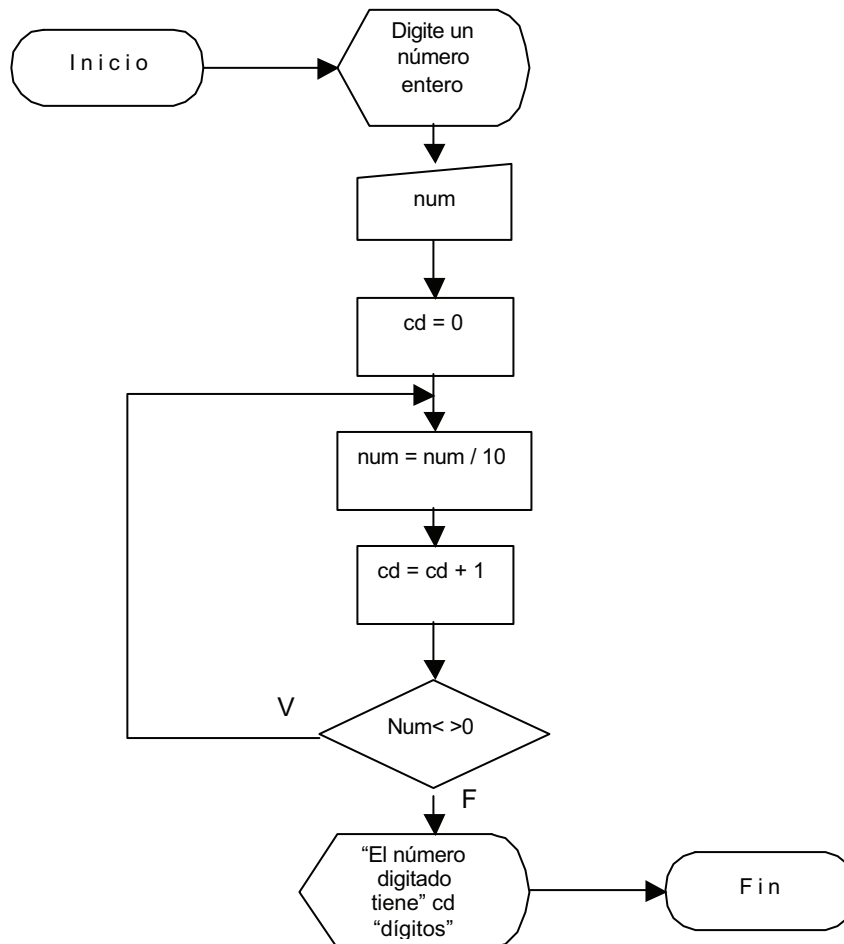 Inicio
Digite un
número
entero
num
cd = 0
num = num / 10
cd = cd + 1
V
Num< >0
F
“El número
digitado
tiene” cd
“dígitos”
Fin